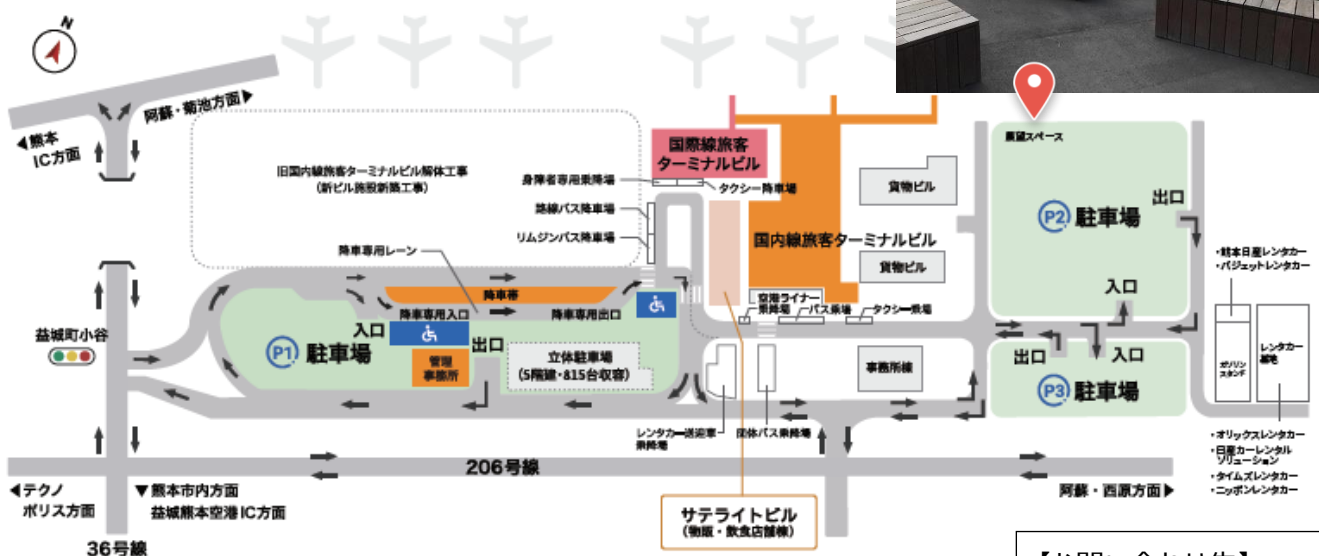 N
阿蘇・菊池方面▶
◀熊本
IC方面
旧国内線旅客ターミナルビル解体工事
(新ビル施設新築工事)
国際線旅客
ターミナルビル
身障者専用乗降場
タクシー降車場
路線バス降車場
リムジンバス降車場
降車専用レーン
国内線旅客ターミナルビル
貨物ビル
貨物ビル
展望スペース
P2 駐車場
出口
入口
・熊本日産レンタカー
・バジェットレンタカー
降車帯
降車専用入口
降車専用出口
空港ライナー
乗降場
バス乗場
タクシー乗場
益城町小谷
P1 駐車場
入口
出口
管理
事務所
立体駐車場
(5階建・815台収容)
事務所棟
出口
入口
P3 駐車場
ガソリン
スタンド
レンタカー
基地
レンタカー送迎車
乗降場
団体バス乗降場
・オリックスレンタカー
・日産カーレンタル
ソリューション
・タイムズレンタカー
・ニッポンレンタカー
206号線
◀テクノ
ポリス方面
▼熊本市内方面
益城熊本空港IC方面
阿蘇・西原方面▶
サテライトビル
(物販・飲食店舗棟)
36号線